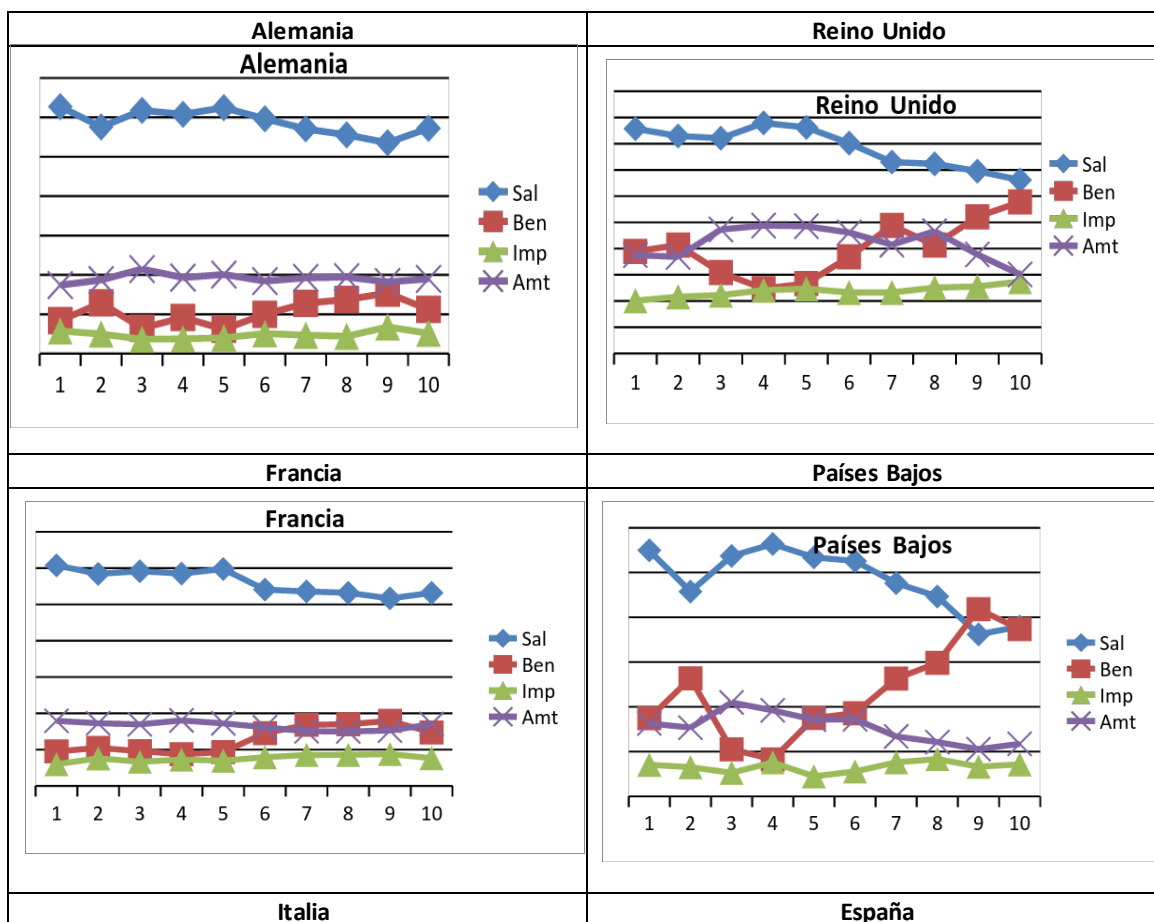 Alemania
Reino Unido
Alemania
Sal
Ben
Imp
Amt
1 2 3 4 5 6 7 8 9 10
Reino Unido
Sal
Ben
Imp
Amt
1 2 3 4 5 6 7 8 9 10
Francia
Países Bajos
Francia
Sal
Ben
Imp
Amt
1 2 3 4 5 6 7 8 9 10
Países Bajos
Sal
Ben
Imp
Amt
1 2 3 4 5 6 7 8 9 10
Italia
España